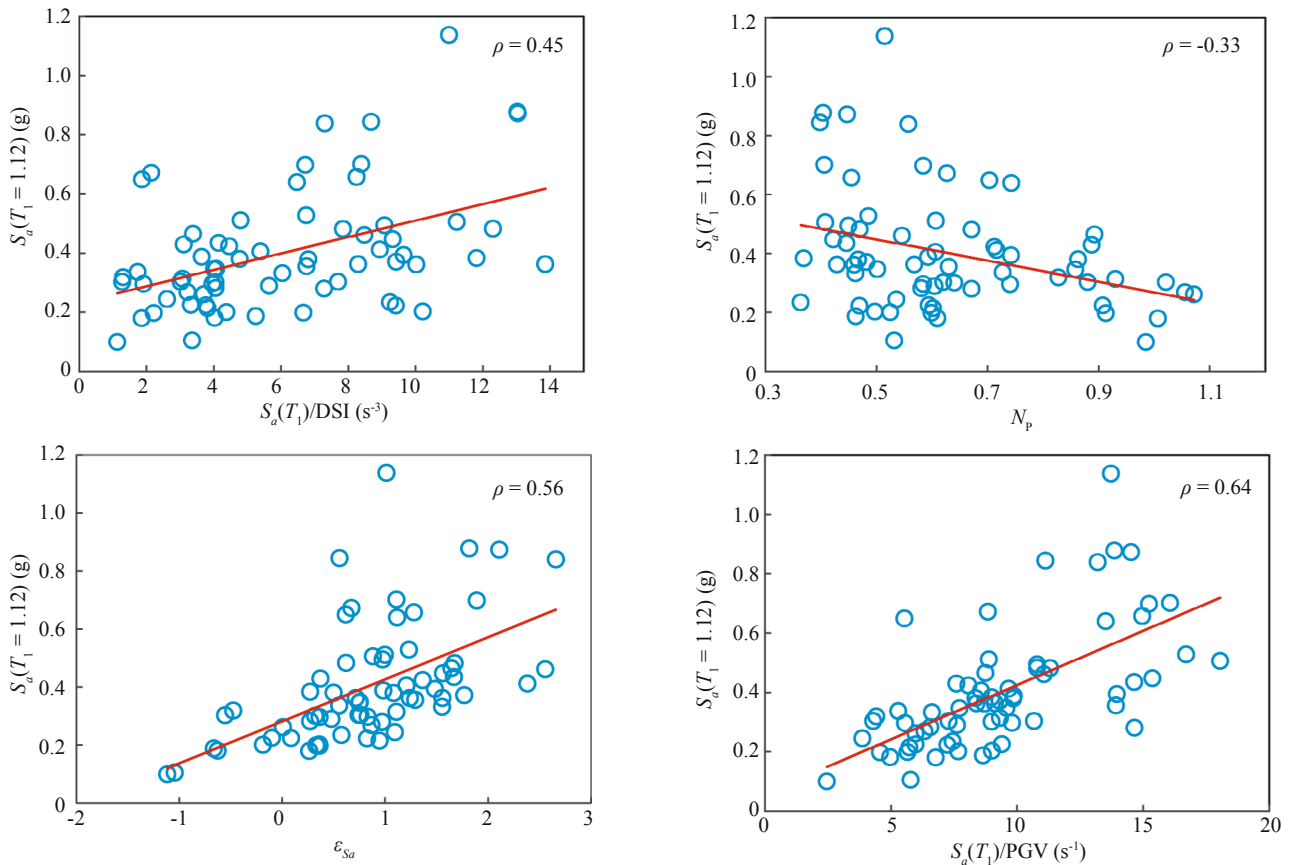 1.2
1.0
0.8
0.6
0.4
0.2
0
Sₐ(T₁ = 1.12) (g)
ρ = 0.45
0 2 4 6 8 10 12 14
Sₐ(T₁)/DSI (s⁻³)
1.2
1.0
0.8
0.6
0.4
0.2
0
Sₐ(T₁ = 1.12) (g)
ρ = -0.33
0.3 0.5 0.7 0.9 1.1
N_P
1.2
1.0
0.8
0.6
0.4
0.2
0
Sₐ(T₁ = 1.12) (g)
ρ = 0.56
-2 -1 0 1 2 3
ε_Sa
1.2
1.0
0.8
0.6
0.4
0.2
0
Sₐ(T₁ = 1.12) (g)
ρ = 0.64
0 5 10 15 20
Sₐ(T₁)/PGV (s⁻¹)